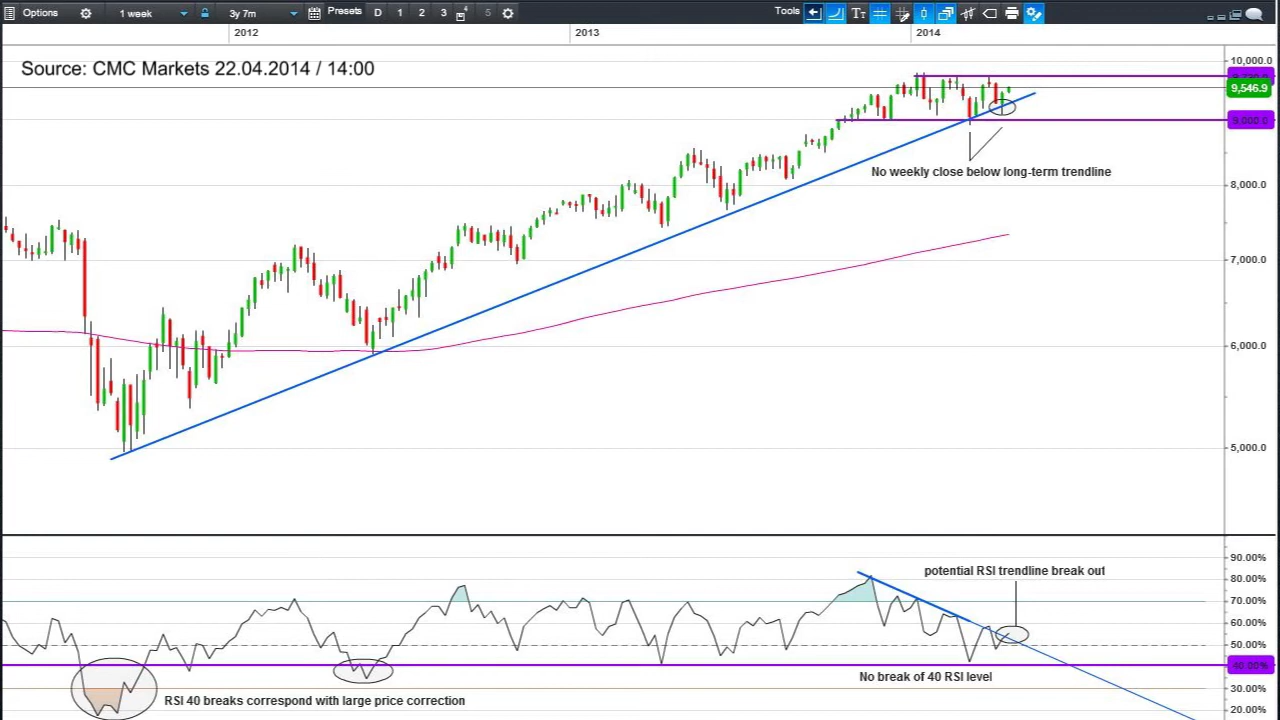 Options 1 week 3y 7m Presets D 1 2 3 5 Tools
2012 2013 2014
Source: CMC Markets 22.04.2014 / 14:00
10,000.0
9,546.9
9,000.0
No weekly close below long-term trendline
8,000.0
7,000.0
6,000.0
5,000.0
90.00%
potential RSI trendline break out
80.00%
70.00%
60.00%
50.00%
40.00%
No break of 40 RSI level
30.00%
RSI 40 breaks correspond with large price correction
20.00%